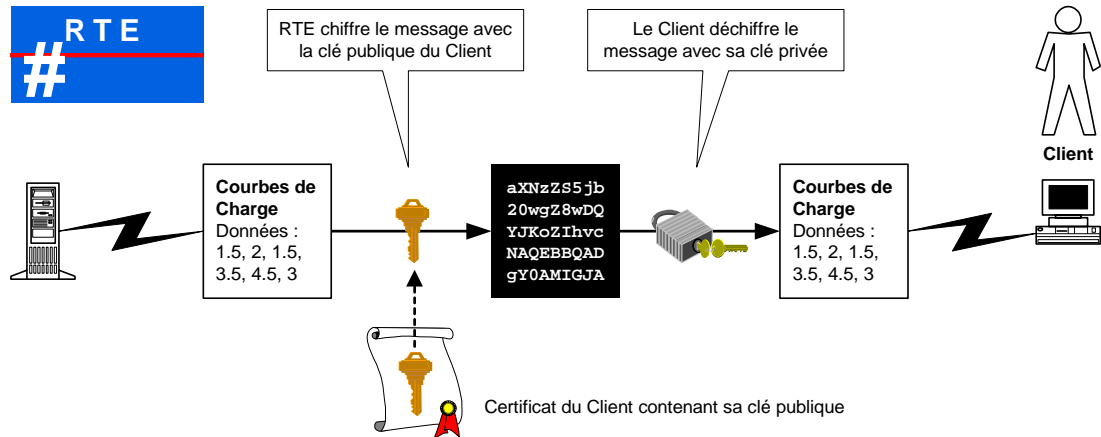 R T E
#
RTE chiffre le message avec
la clé publique du Client
Le Client déchiffre le
message avec sa clé privée
Client
Courbes de
Charge
Données :
1.5, 2, 1.5,
3.5, 4.5, 3
aXNzZS5jb
20wgZ8wDQ
YJKoZIhvc
NAQEBBQAD
gY0AMIGJA
Courbes de
Charge
Données :
1.5, 2, 1.5,
3.5, 4.5, 3
Certificat du Client contenant sa clé publique